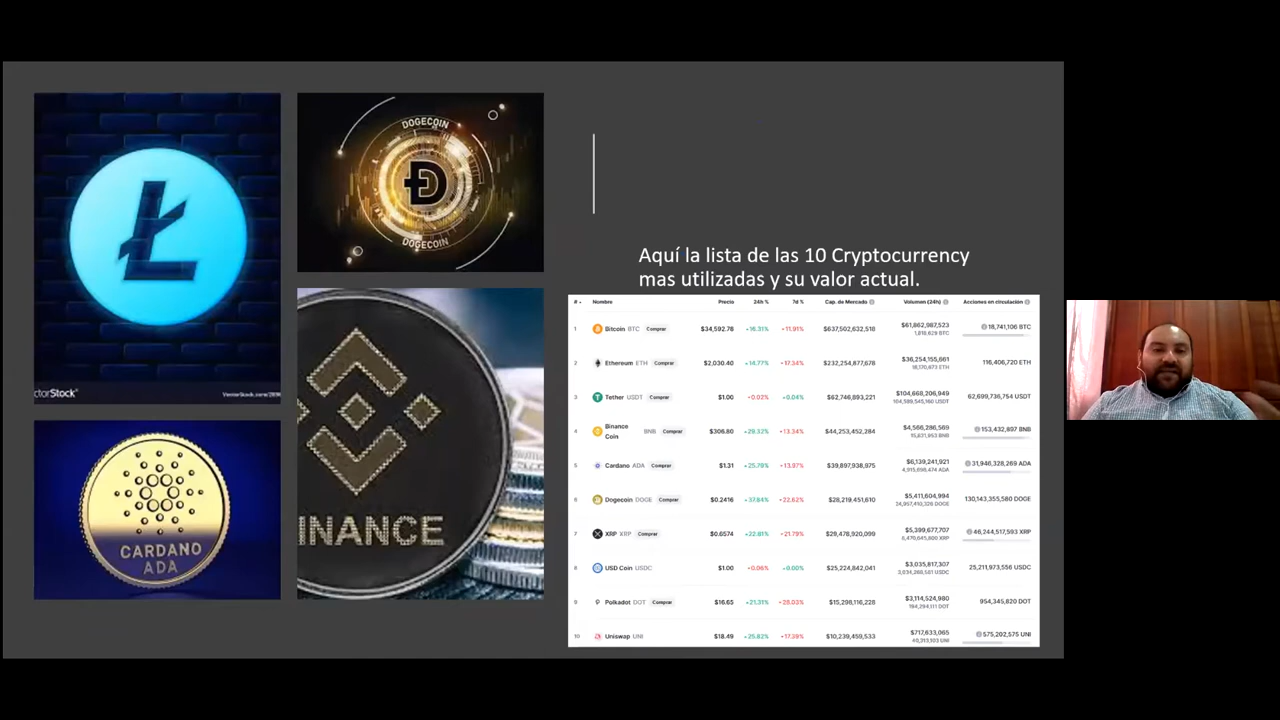 ctorStock®
VectorStock.com/289
DOGECOIN
DOGECOIN
CARDANO
ADA
INANCE
Aquí la lista de las 10 Cryptocurrency
mas utilizadas y su valor actual.
# Nombre Precio 24h % 7d % Cap. de Mercado Volumen (24h) Acciones en circulación
1 Bitcoin BTC Comprar $34,592.78 16.31% 11.91% $637,502,632,518 $61,862,987,523 18,741,106 BTC
2 Ethereum ETH Comprar $2,030.40 14.77% 17.34% $232,254,877,678 $36,254,155,661 116,406,720 ETH
3 Tether USDT Comprar $1.00 0.02% 0.04% $62,746,893,221 $104,668,206,949 62,699,736,754 USDT
4 Binance Coin BNB Comprar $306.80 29.32% 13.34% $44,253,452,284 $4,566,286,569 153,432,897 BNB
5 Cardano ADA Comprar $1.31 25.79% 13.97% $39,897,938,975 $6,139,241,921 31,946,328,269 ADA
6 Dogecoin DOGE Comprar $0.2416 37.84% 22.62% $28,219,451,610 $5,411,604,994 130,143,355,580 DOGE
7 XRP XRP Comprar $0.6574 22.81% 21.79% $29,478,920,099 $5,399,677,707 46,244,517,593 XRP
8 USD Coin USDC $1.00 0.06% 0.00% $25,224,842,041 $3,035,817,307 25,211,973,556 USDC
9 Polkadot DOT Comprar $16.65 21.31% 28.03% $15,298,116,228 $3,114,524,980 954,345,820 DOT
10 Uniswap UNI $18.49 25.82% 17.39% $10,239,459,533 $717,633,065 575,202,575 UNI